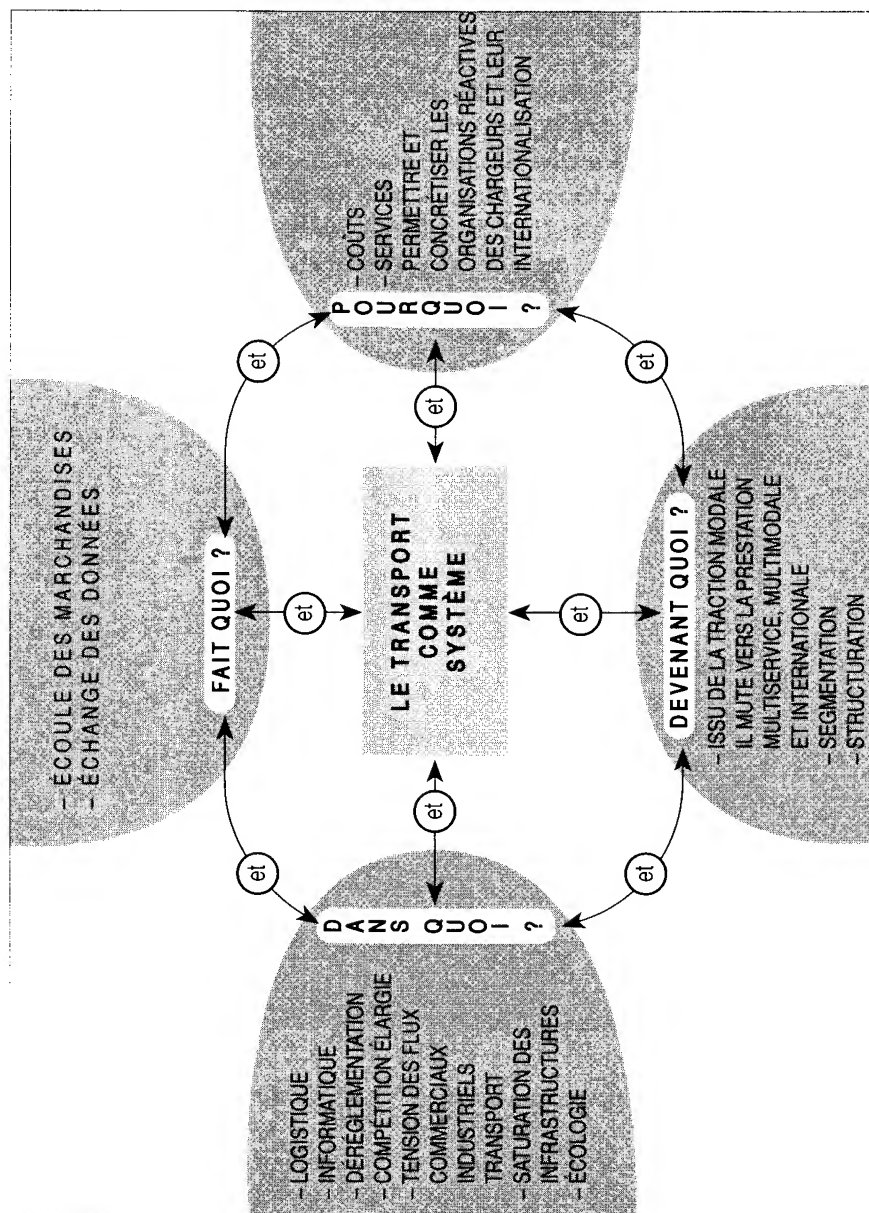 – ÉCOULE DES MARCHANDISES
– ÉCHANGE DES DONNÉES
FAIT QUOI ?
et
et
et
– LOGISTIQUE
– INFORMATIQUE
– DÉRÉGLEMENTATION
– COMPÉTITION ÉLARGIE
– TENSION DES FLUX
COMMERCIAUX
INDUSTRIELS
TRANSPORT
– SATURATION DES
INFRASTRUCTURES
– ÉCOLOGIE
DANS QUOI ?
et
LE TRANSPORT
COMME
SYSTÈME
et
POURQUOI ?
– COÛTS
– SERVICES
PERMETTRE ET
CONCRÉTISER LES
ORGANISATIONS RÉACTIVES
DES CHARGEURS ET LEUR
INTERNATIONALISATION
et
et
et
DEVENANT QUOI ?
– ISSU DE LA TRACTION MODALE
IL MUTE VERS LA PRESTATION
MULTISERVICE, MULTIMODALE
ET INTERNATIONALE
– SEGMENTATION
– STRUCTURATION